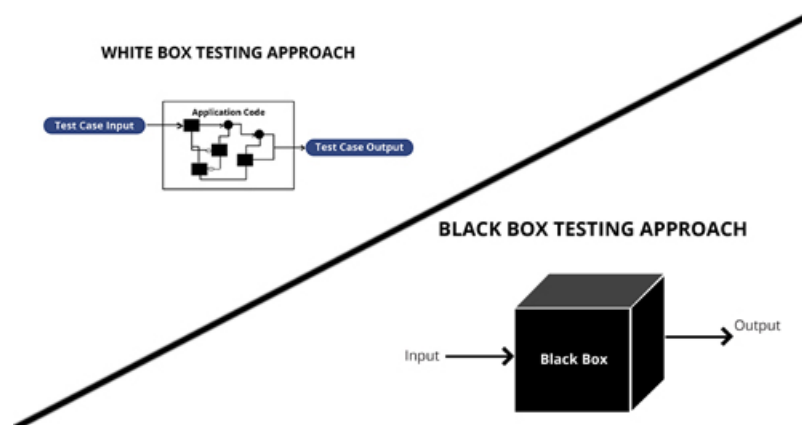 WHITE BOX TESTING APPROACH
Application Code
Test Case Input
Test Case Output
BLACK BOX TESTING APPROACH
Output
Input
Black Box